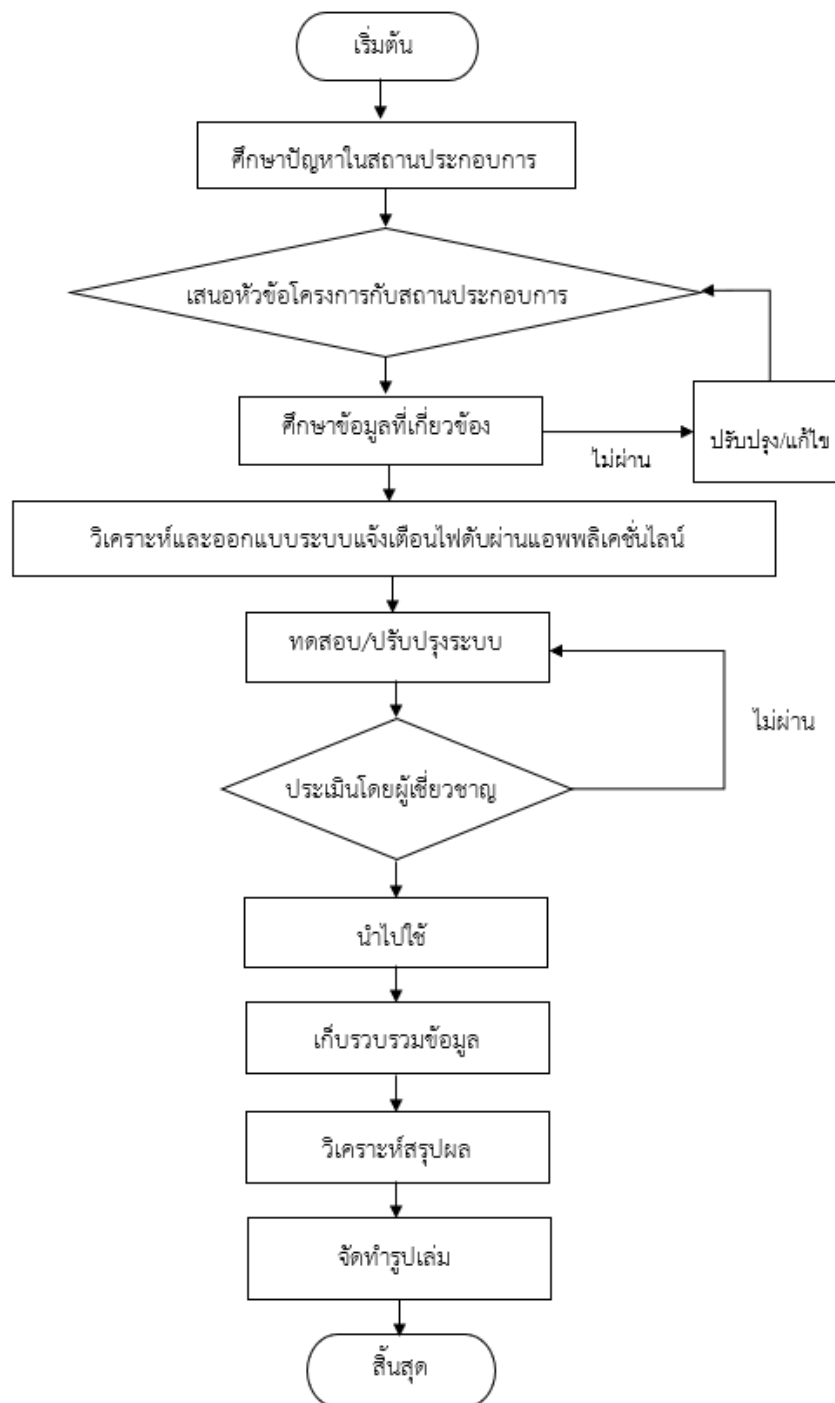 เริ่มต้น
ศึกษาปัญหาในสถานประกอบการ
เสนอหัวข้อโครงการกับสถานประกอบการ
ศึกษาข้อมูลที่เกี่ยวข้อง
ไม่ผ่าน
ปรับปรุง/แก้ไข
วิเคราะห์และออกแบบระบบแจ้งเตือนไฟดับผ่านแอพพลิเคชั่นไลน์
ทดสอบ/ปรับปรุงระบบ
ไม่ผ่าน
ประเมินโดยผู้เชี่ยวชาญ
นำไปใช้
เก็บรวบรวมข้อมูล
วิเคราะห์สรุปผล
จัดทำรูปเล่ม
สิ้นสุด